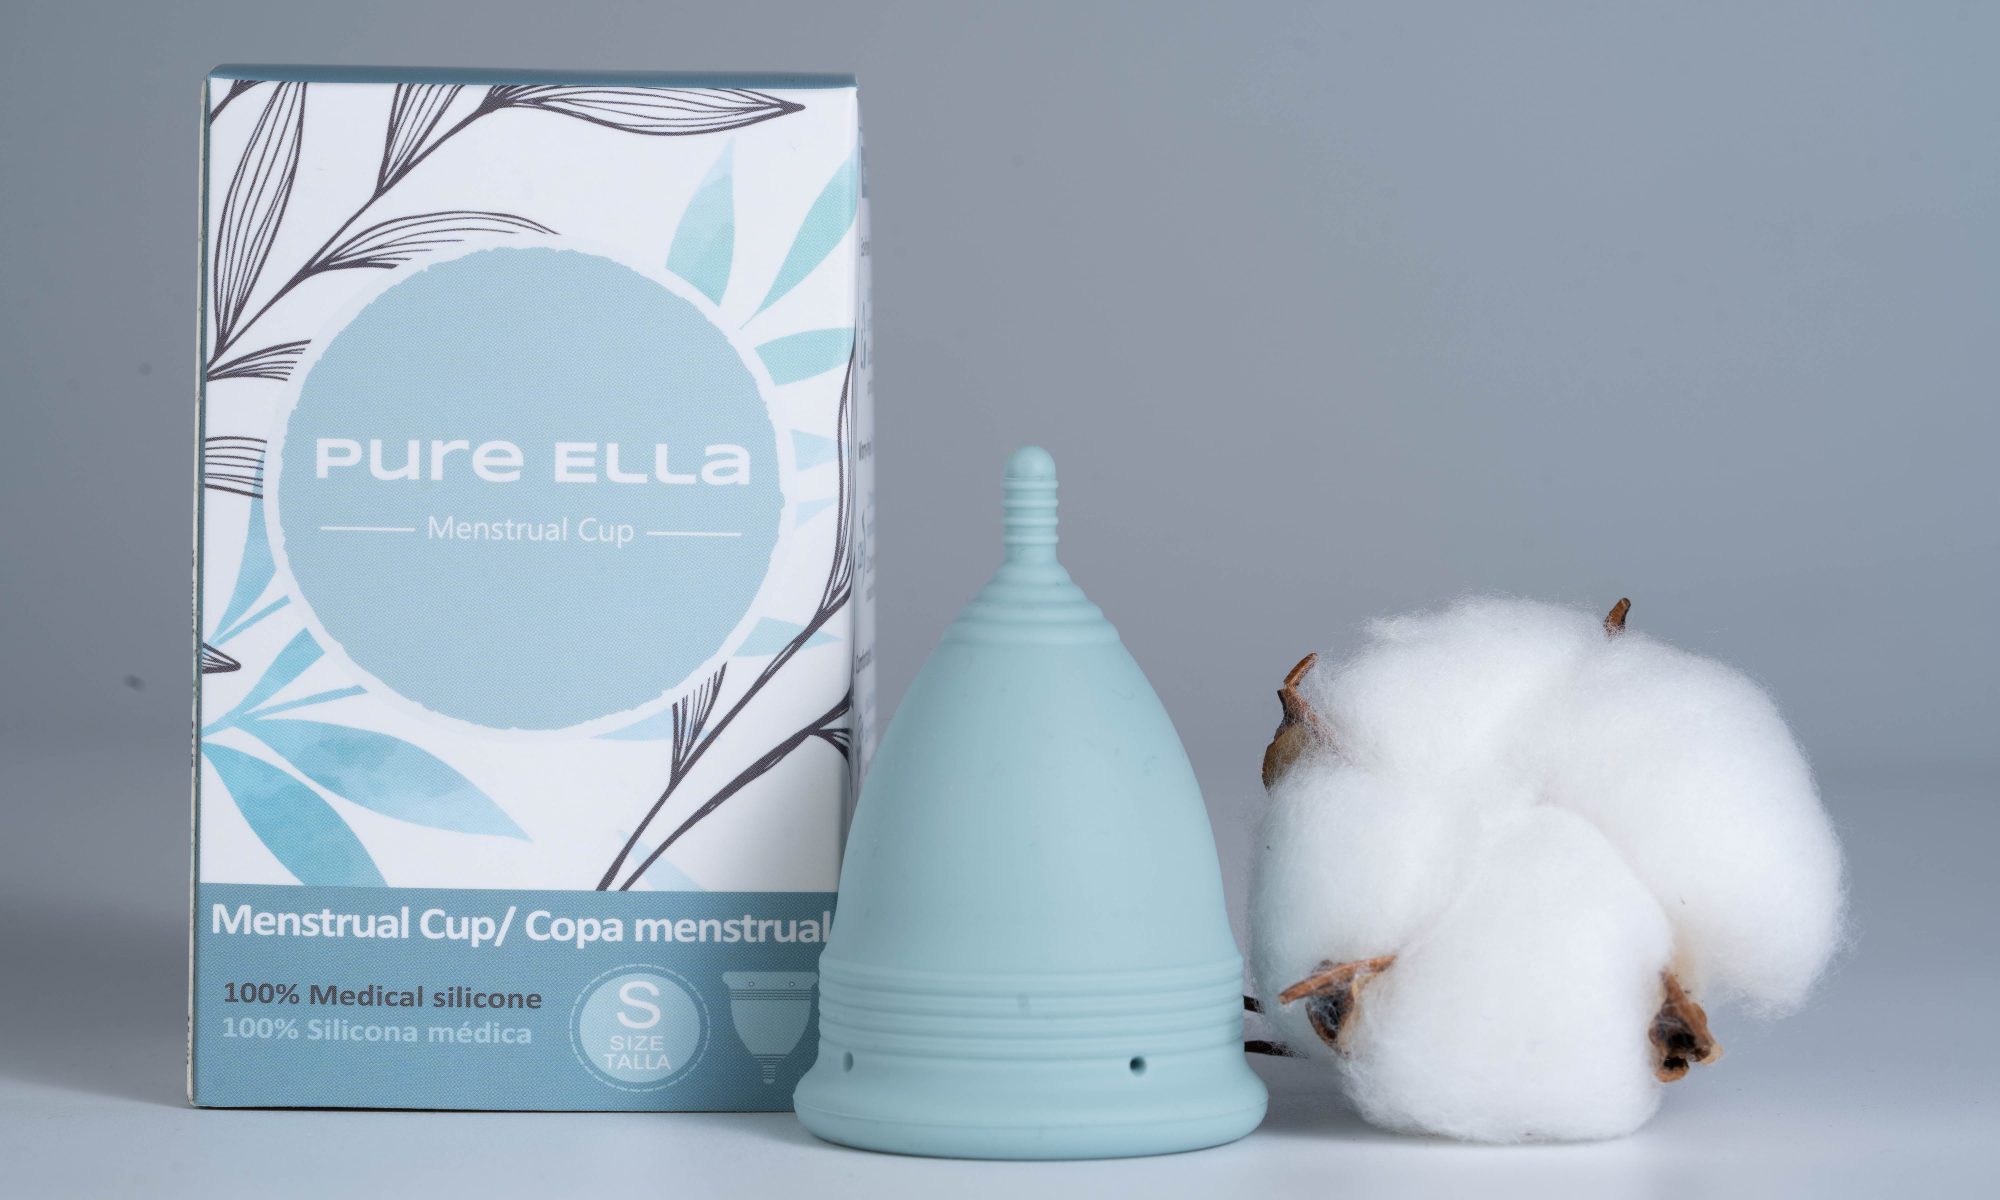 Pure Ella
Menstrual Cup
Menstrual Cup/ Copa menstrual
100% Medical silicone
100% Silicona médica
S
SIZE
TALLA